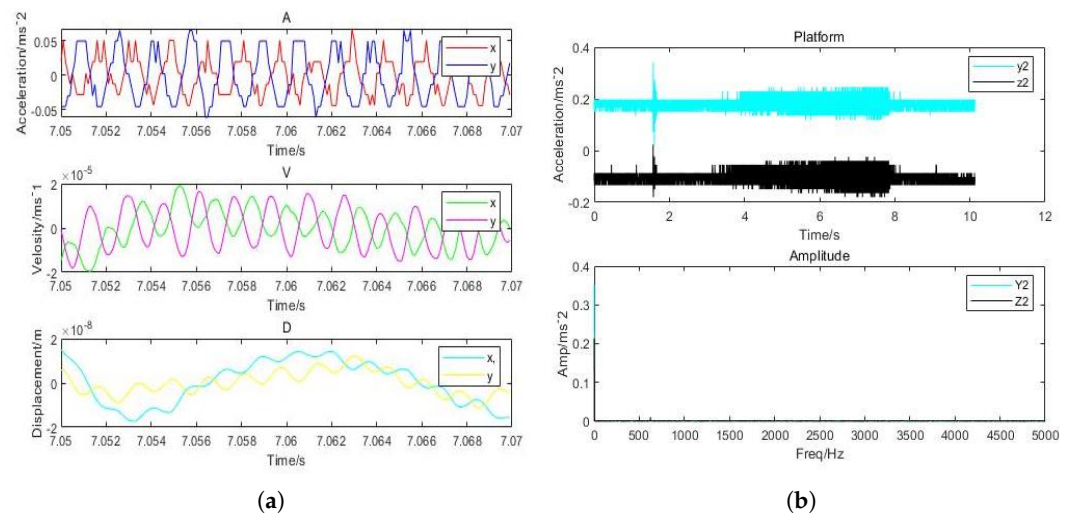 A
Acceleration/ms^-2
0.05
0
-0.05
x
y
7.05 7.052 7.054 7.056 7.058 7.06 7.062 7.064 7.066 7.068 7.07
Time/s
V
×10^-5
Velosity/ms^-1
2
0
-2
x
y
7.05 7.052 7.054 7.056 7.058 7.06 7.062 7.064 7.066 7.068 7.07
Time/s
D
×10^-8
Displacement/m
2
0
-2
x,
y
7.05 7.052 7.054 7.056 7.058 7.06 7.062 7.064 7.066 7.068 7.07
Time/s
(a)
Platform
Acceleration/ms^-2
0.4
0.2
0
-0.2
y2
z2
0 2 4 6 8 10 12
Time/s
Amplitude
Amp/ms^-2
0.4
0.3
0.2
0.1
0
Y2
Z2
0 500 1000 1500 2000 2500 3000 3500 4000 4500 5000
Freq/Hz
(b)